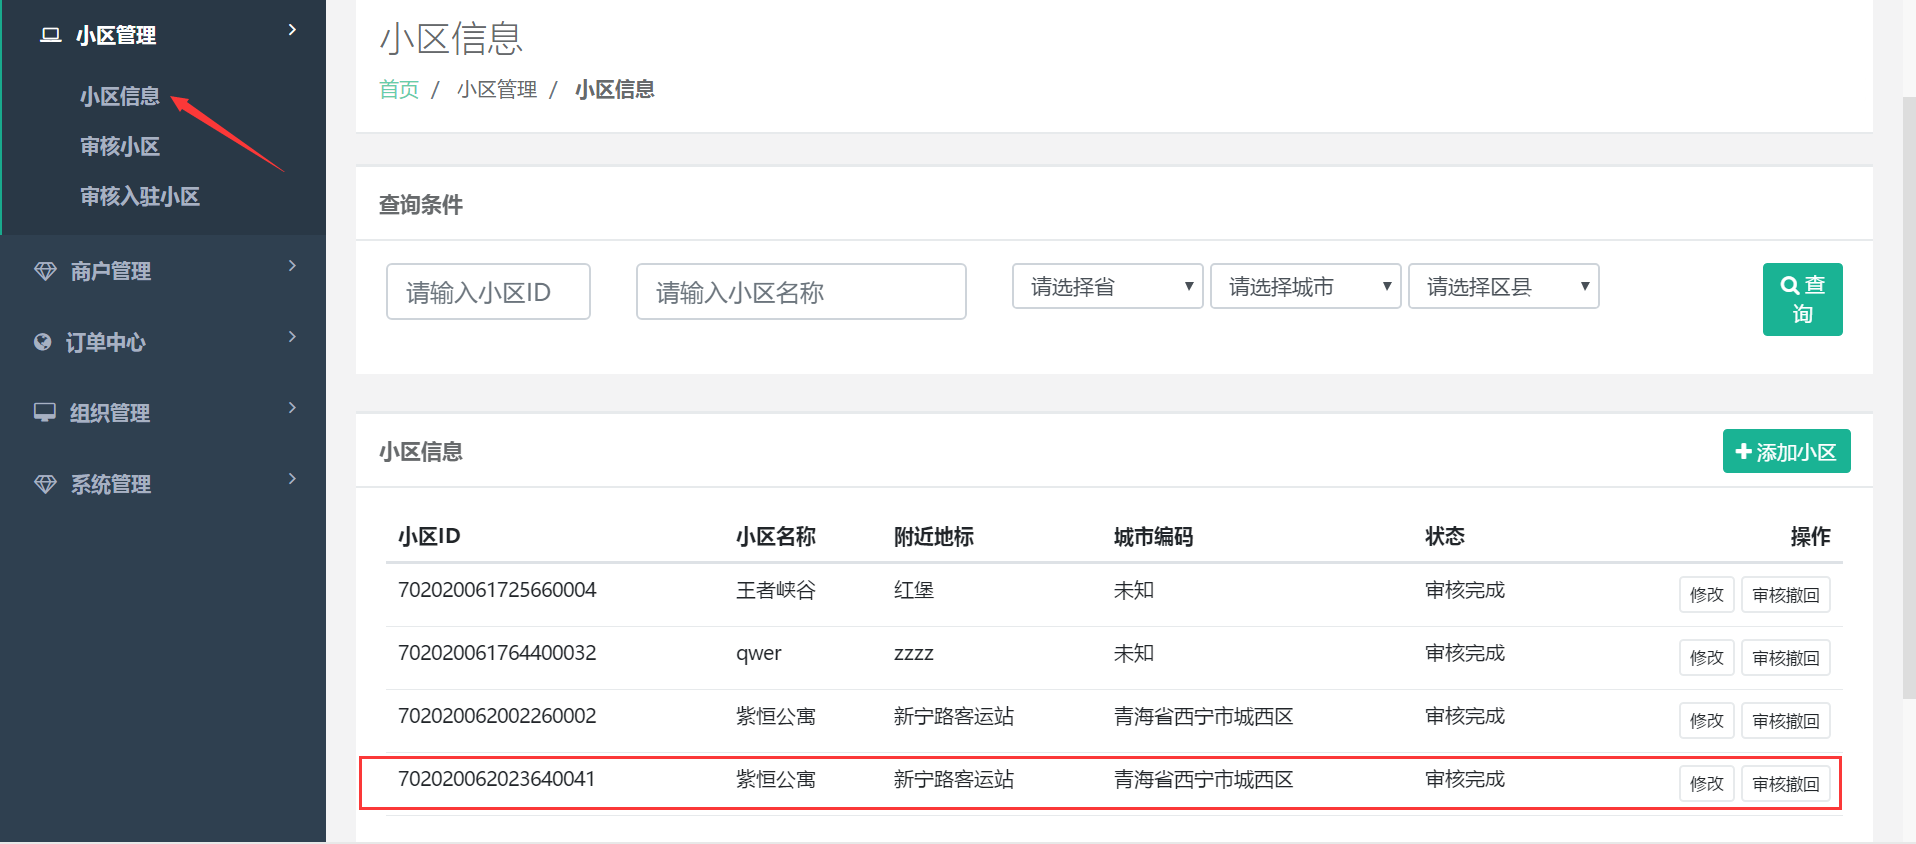 小区管理
小区信息
审核小区
审核入驻小区
商户管理
订单中心
组织管理
系统管理
小区信息
首页 / 小区管理 / 小区信息
查询条件
请输入小区ID 请输入小区名称 请选择省 请选择城市 请选择区县 查
询
小区信息 添加小区
小区ID 小区名称 附近地标 城市编码 状态 操作
702020061725660004 王者峡谷 红堡 未知 审核完成 修改 审核撤回
702020061764400032 qwer zzzz 未知 审核完成 修改 审核撤回
702020062002260002 紫恒公寓 新宁路客运站 青海省西宁市城西区 审核完成 修改 审核撤回
702020062023640041 紫恒公寓 新宁路客运站 青海省西宁市城西区 审核完成 修改 审核撤回